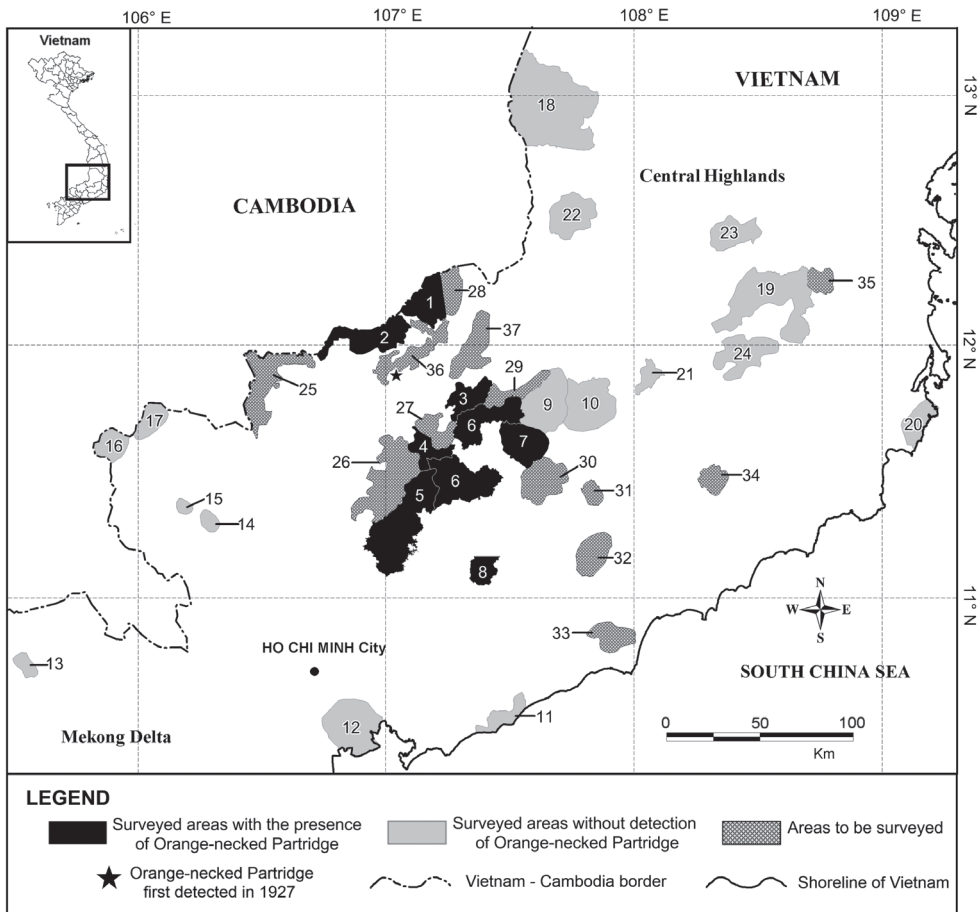 106° E
107° E
108° E
109° E
Vietnam
VIETNAM
13° N
18
Central Highlands
CAMBODIA
22
23
35
19
28
1
37
2
12° N
24
36
29
21
25
3
9
10
27
6
17
20
7
16
4
26
30
34
5
6
31
15
14
32
8
N
W
E
S
11° N
33
HO CHI MINH City
13
SOUTH CHINA SEA
11
12
Mekong Delta
0
50
100
Km
LEGEND
Surveyed areas with the presence
of Orange-necked Partridge
Surveyed areas without detection
of Orange-necked Partridge
Areas to be surveyed
Orange-necked Partridge
first detected in 1927
Vietnam - Cambodia border
Shoreline of Vietnam